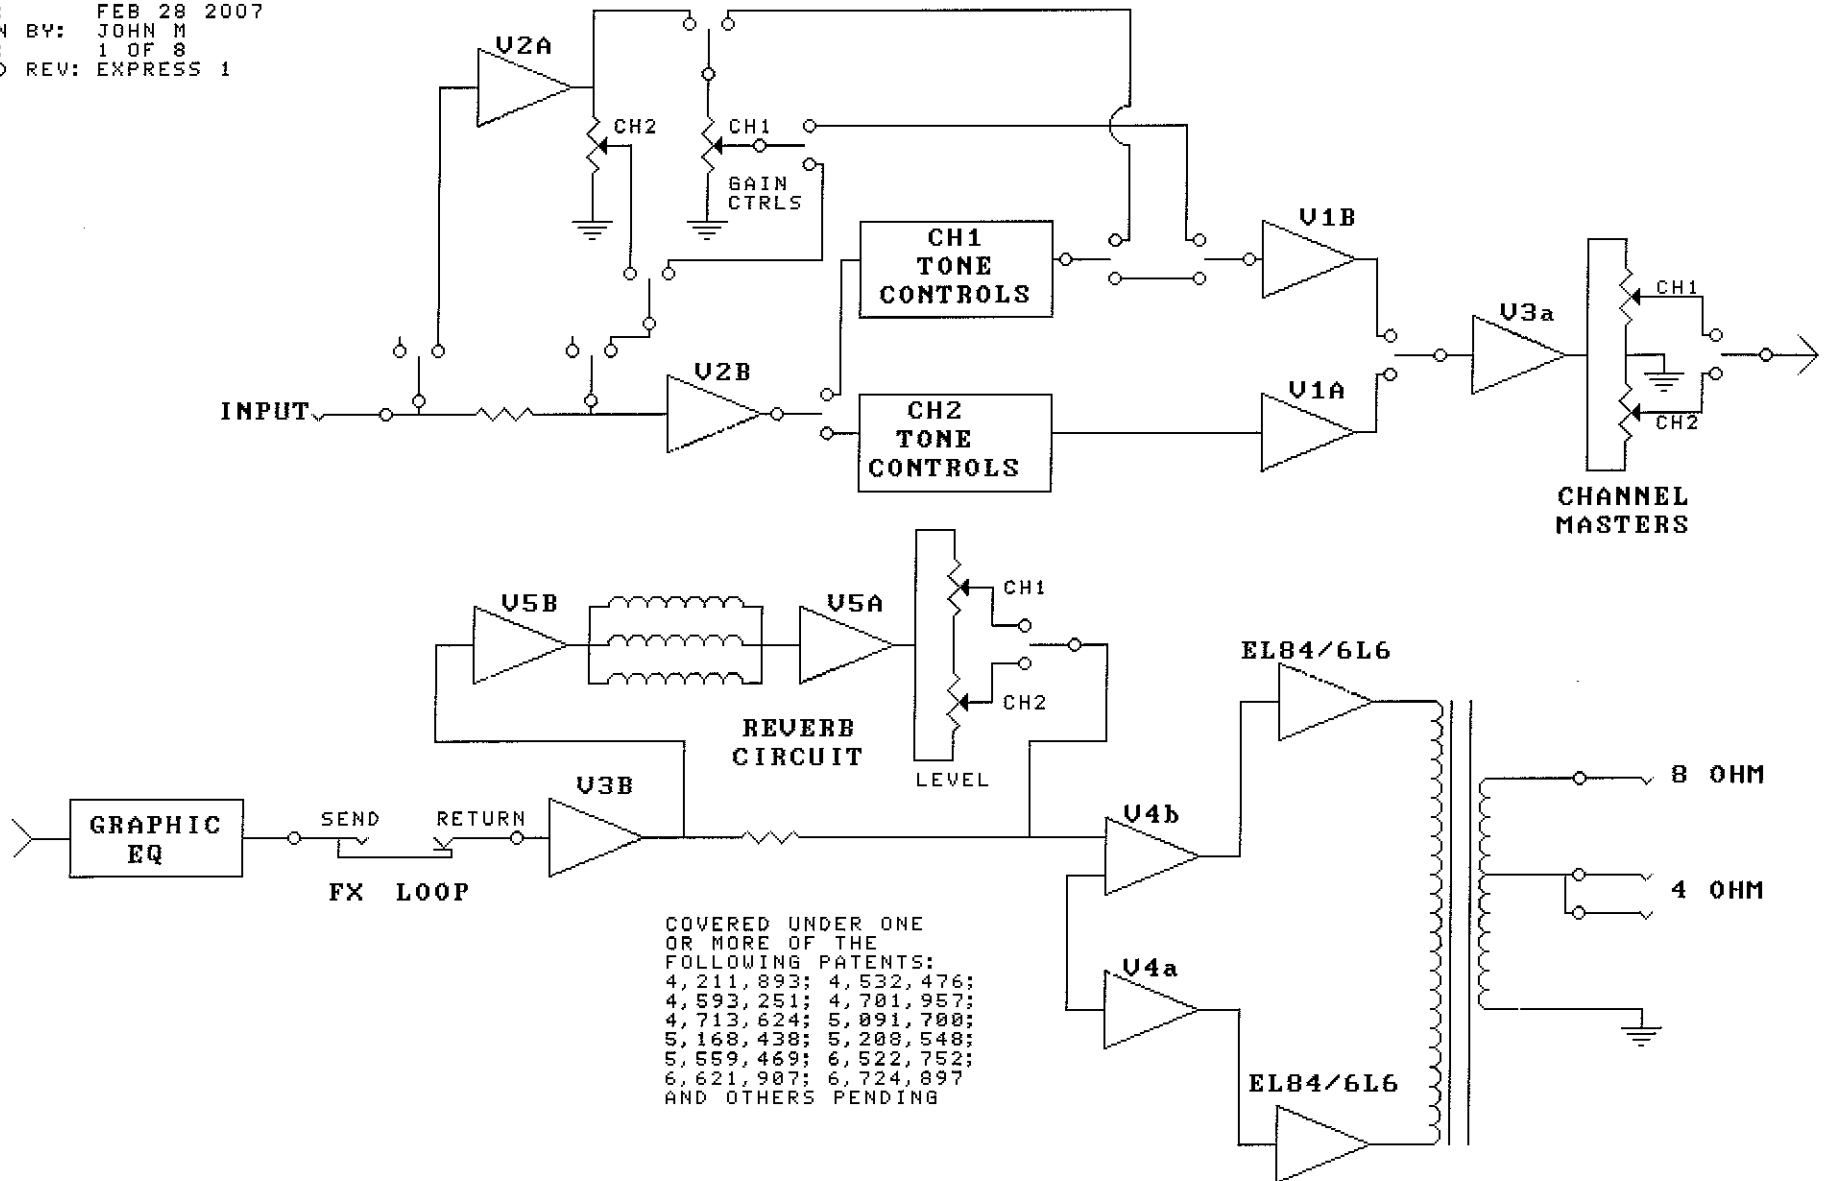 FEB 28 2007
N BY: JOHN M
: 1 OF 8
REV: EXPRESS 1
V2A
CH2
CH1
GAIN
CTRLS
CH1
TONE
CONTROLS
V1B
V3a
CH1
V2B
INPUT
CH2
TONE
CONTROLS
V1A
CH2
CHANNEL
MASTERS
V5B
V5A
CH1
CH2
REVERB
CIRCUIT
LEVEL
EL84/6L6
GRAPHIC
EQ
SEND
RETURN
FX LOOP
V3B
V4b
8 OHM
4 OHM
COVERED UNDER ONE
OR MORE OF THE
FOLLOWING PATENTS:
4,211,893; 4,532,476;
4,593,251; 4,701,957;
4,713,624; 5,091,700;
5,168,438; 5,208,548;
5,559,469; 6,522,752;
6,621,907; 6,724,897
AND OTHERS PENDING
V4a
EL84/6L6